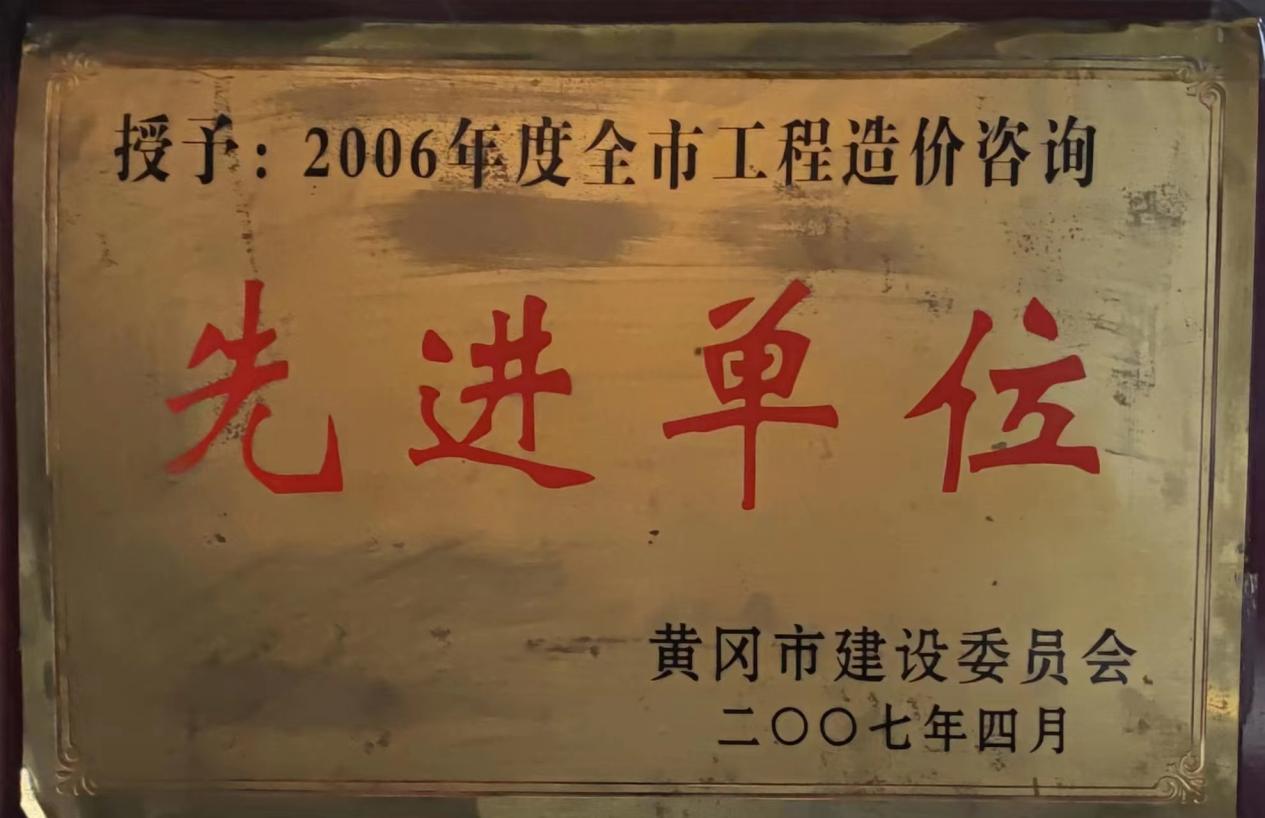 授予：2006年度全市工程造价咨询
先进单位
黄冈市建设委员会
二〇〇七年四月